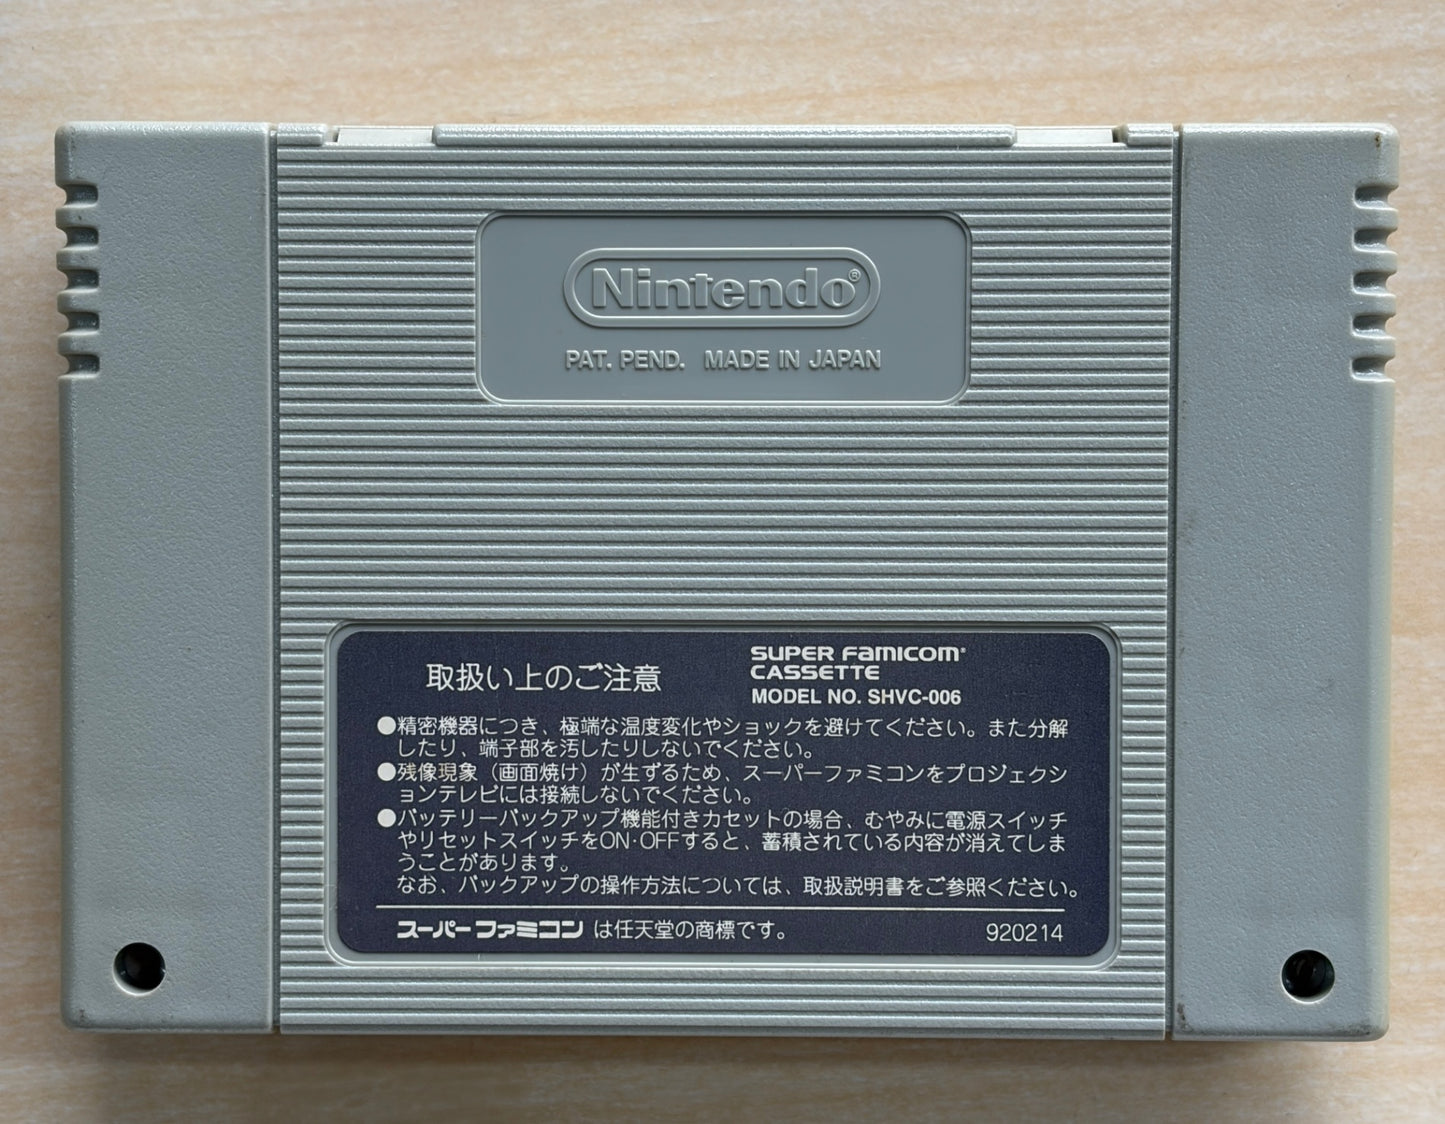 Nintendo®
PAT. PEND. MADE IN JAPAN
取扱い上のご注意
SUPER FAMICOM®
CASSETTE
MODEL NO. SHVC-006
●精密機器につき、極端な温度変化やショックを避けてください。また分解
したり、端子部を汚したりしないでください。
●残像現象（画面焼け）が生ずるため、スーパーファミコンをプロジェクシ
ョンテレビには接続しないでください。
●バッテリーバックアップ機能付きカセットの場合、むやみに電源スイッチ
やリセットスイッチをON·OFFすると、蓄積されている内容が消えてしま
うことがあります。
なお、バックアップの操作方法については、取扱説明書をご参照ください。
スーパーファミコンは任天堂の商標です。
920214